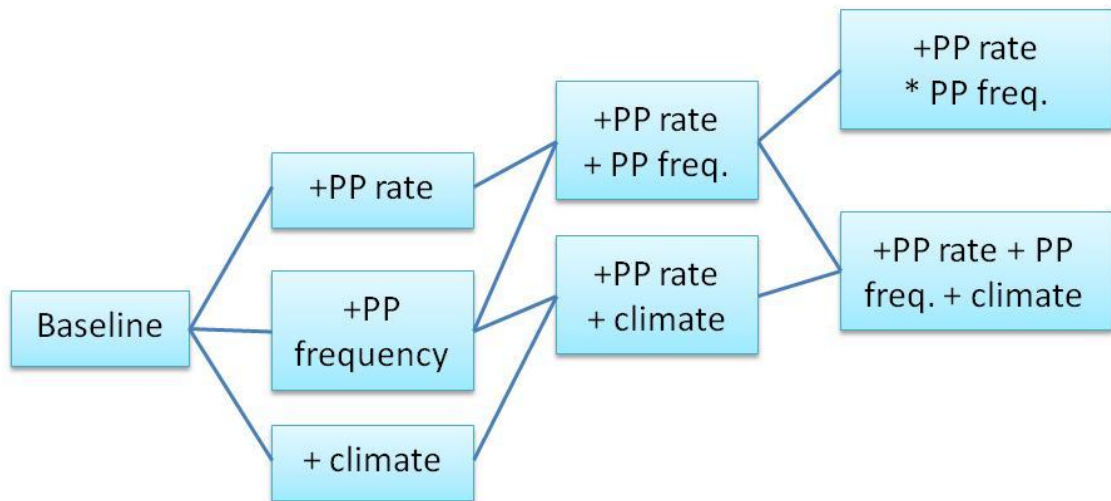 Baseline
+PP rate
+PP
frequency
+ climate
+PP rate
+ PP freq.
+PP rate
+ climate
+PP rate
* PP freq.
+PP rate + PP
freq. + climate